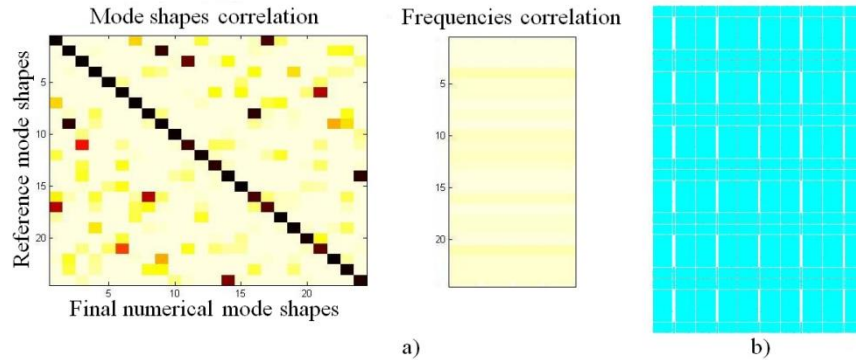 Mode shapes correlation
Reference mode shapes
5
10
15
20
5
10
15
20
Final numerical mode shapes
Frequencies correlation
5
10
15
20
a)
b)